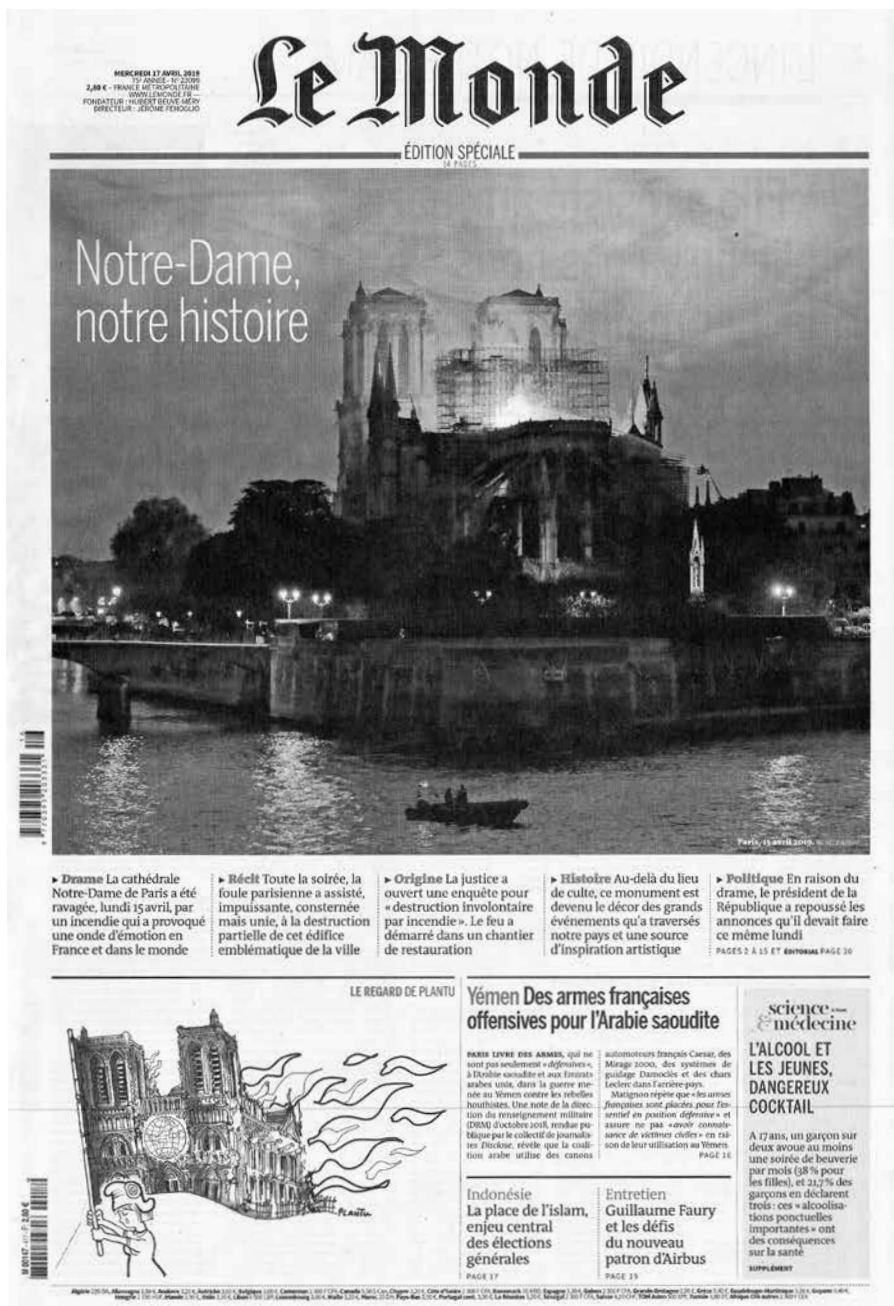 MERCREDI 17 AVRIL 2019
75E ANNÉE – NO 23096
2,80 € – FRANCE MÉTROPOLITAINE
WWW.LEMONDE.FR —
FONDATEUR : HUBERT BEUVE-MÉRY
DIRECTEUR : JÉRÔME FENOGLIO
Le Monde
ÉDITION SPÉCIALE
14 PAGES
Notre-Dame,
notre histoire
Paris, 15 avril 2019.
▸ Drame La cathédrale
Notre-Dame de Paris a été
ravagée, lundi 15 avril, par
un incendie qui a provoqué
une onde d'émotion en
France et dans le monde
▸ Récit Toute la soirée, la
foule parisienne a assisté,
impuissante, consternée
mais unie, à la destruction
partielle de cet édifice
emblématique de la ville
▸ Origine La justice a
ouvert une enquête pour
« destruction involontaire
par incendie ». Le feu a
démarré dans un chantier
de restauration
▸ Histoire Au-delà du lieu
de culte, ce monument est
devenu le décor des grands
événements qu'a traversés
notre pays et une source
d'inspiration artistique
▸ Politique En raison du
drame, le président de la
République a repoussé les
annonces qu'il devait faire
ce même lundi
PAGES 2 À 15 ET ÉDITORIAL PAGE 20
LE REGARD DE PLANTU
PLANTU
Yémen Des armes françaises
offensives pour l'Arabie saoudite
PARIS LIVRE DES ARMES, qui ne
sont pas seulement « défensives »,
à l'Arabie saoudite et aux Emirats
arabes unis, dans la guerre me-
née au Yémen contre les rebelles
houthistes. Une note de la direc-
tion du renseignement militaire
(DRM) d'octobre 2018, rendue pu-
blique par le collectif de journalis-
tes Disclose, révèle que la coali-
tion arabe utilise des canons
automoteurs français Caesar, des
Mirage 2000, des systèmes de
guidage Damoclès et des chars
Leclerc dans l'arrière-pays.
Matignon répète que « les armes
françaises sont placées pour l'es-
sentiel en position défensive » et
assure ne pas « avoir connais-
sance de victimes civiles » en rai-
son de leur utilisation au Yémen.
PAGE 16
Indonésie
La place de l'islam,
enjeu central
des élections
générales
PAGE 17
Entretien
Guillaume Faury
et les défis
du nouveau
patron d'Airbus
PAGE 19
science
& médecine
L'ALCOOL ET
LES JEUNES,
DANGEREUX
COCKTAIL
A 17 ans, un garçon sur
deux avoue au moins
une soirée de beuverie
par mois (38 % pour
les filles), et 21,7 % des
garçons en déclarent
trois : ces « alcoolisa-
tions ponctuelles
importantes » ont
des conséquences
sur la santé
SUPPLÉMENT